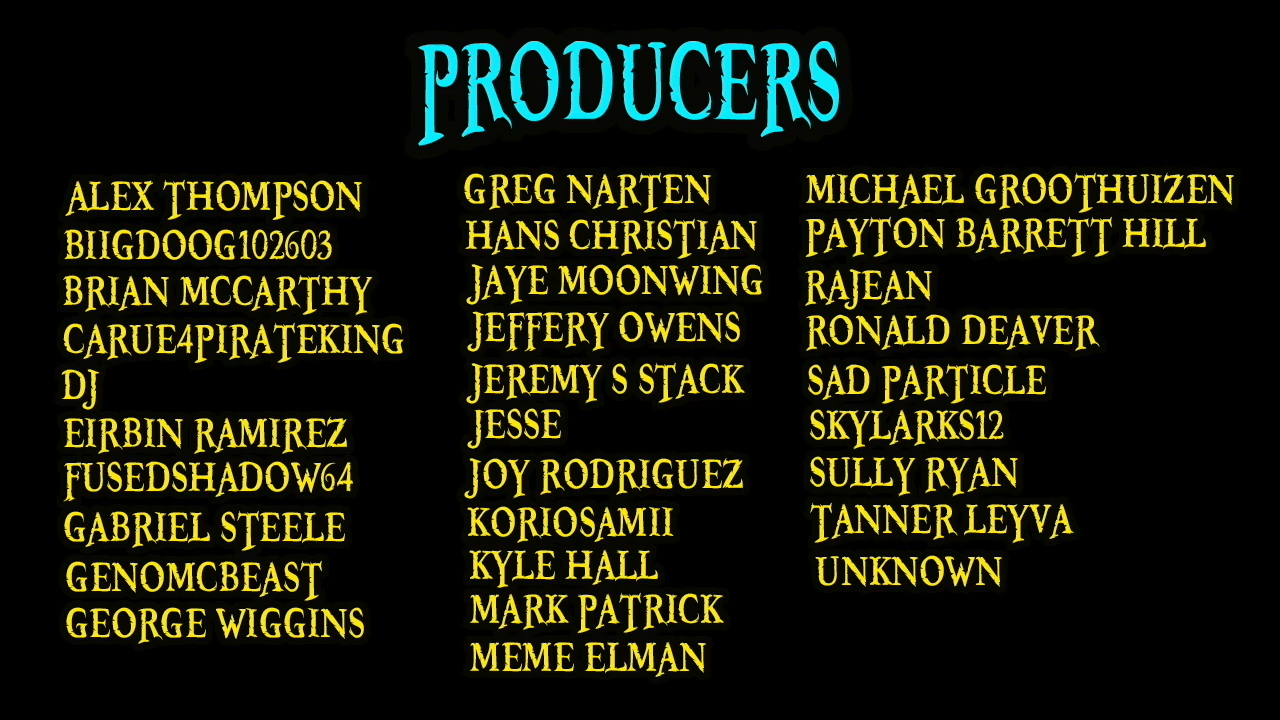 PRODUCERS
ALEX THOMPSON
BIIGDOOG102603
BRIAN MCCARTHY
CARUE4PIRATEKING
DJ
EIRBIN RAMIREZ
FUSEDSHADOW64
GABRIEL STEELE
GENOMCBEAST
GEORGE WIGGINS
GREG NARTEN
HANS CHRISTIAN
JAYE MOONWING
JEFFERY OWENS
JEREMY S STACK
JESSE
JOY RODRIGUEZ
KORIOSAMII
KYLE HALL
MARK PATRICK
MEME ELMAN
MICHAEL GROOTHUIZEN
PAYTON BARRETT HILL
RAJEAN
RONALD DEAVER
SAD PARTICLE
SKYLARKS12
SULLY RYAN
TANNER LEYVA
UNKNOWN